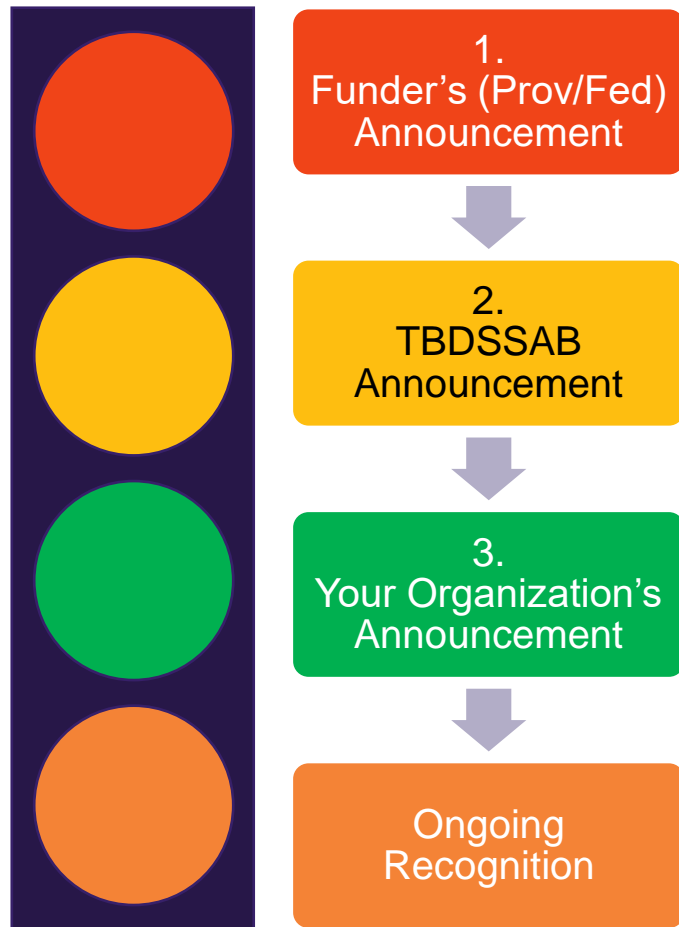 1.
Funder’s (Prov/Fed)
Announcement
2.
TBDSSAB
Announcement
3.
Your Organization’s
Announcement
Ongoing
Recognition